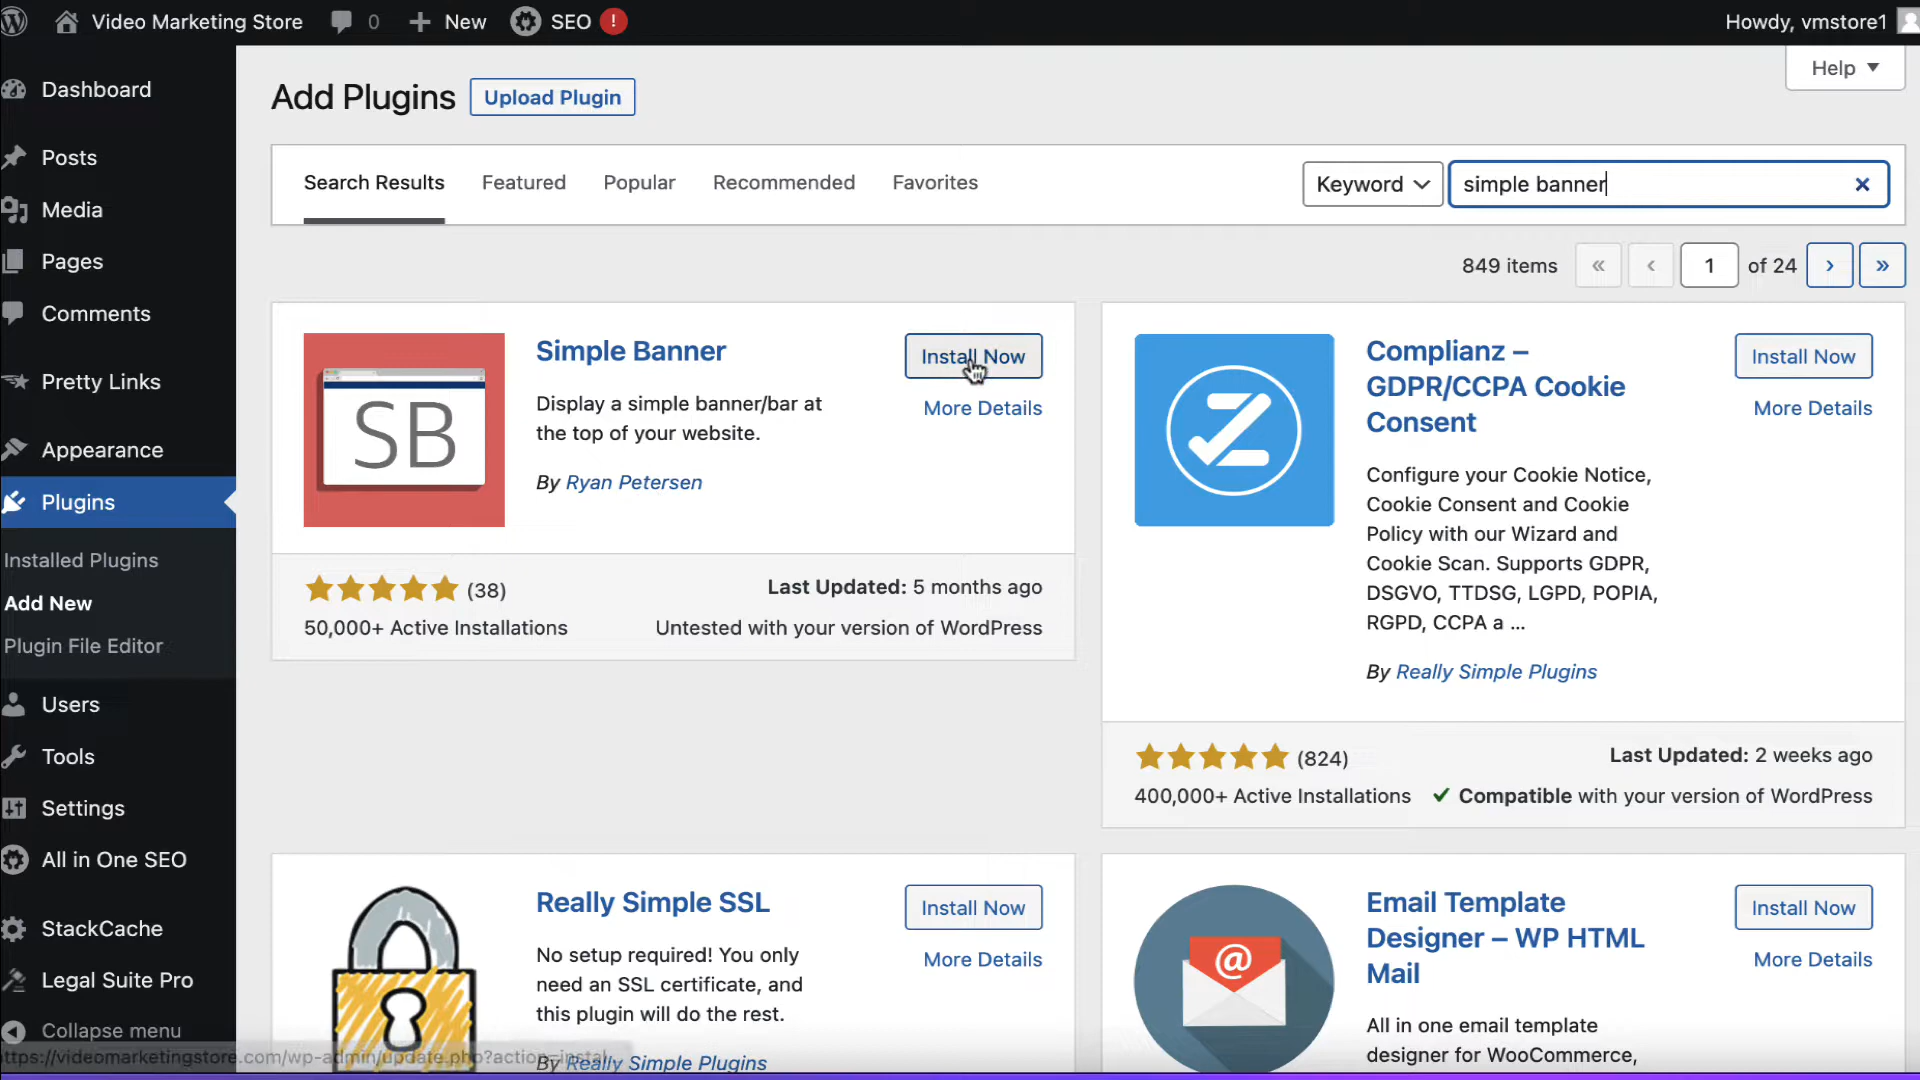 Video Marketing Store 0 New SEO ! Howdy, vmstore1
Help
Dashboard
Posts
Media
Pages
Comments
Pretty Links
Appearance
Plugins
Installed Plugins
Add New
Plugin File Editor
Users
Tools
Settings
All in One SEO
StackCache
Legal Suite Pro
Collapse menu
Add Plugins Upload Plugin
Search Results Featured Popular Recommended Favorites Keyword simple banner
849 items « ‹ 1 of 24 › »
SB
Simple Banner
Install Now
More Details
Display a simple banner/bar at
the top of your website.
By Ryan Petersen
(38)
Last Updated: 5 months ago
50,000+ Active Installations
Untested with your version of WordPress
Complianz –
GDPR/CCPA Cookie
Consent
Install Now
More Details
Configure your Cookie Notice,
Cookie Consent and Cookie
Policy with our Wizard and
Cookie Scan. Supports GDPR,
DSGVO, TTDSG, LGPD, POPIA,
RGPD, CCPA a ...
By Really Simple Plugins
(824)
Last Updated: 2 weeks ago
400,000+ Active Installations
Compatible with your version of WordPress
Really Simple SSL
Install Now
More Details
No setup required! You only
need an SSL certificate, and
this plugin will do the rest.
By Really Simple Plugins
@
Email Template
Designer – WP HTML
Mail
Install Now
More Details
All in one email template
designer for WooCommerce,
https://videomarketingstore.com/wp-admin/update.php?action=instal